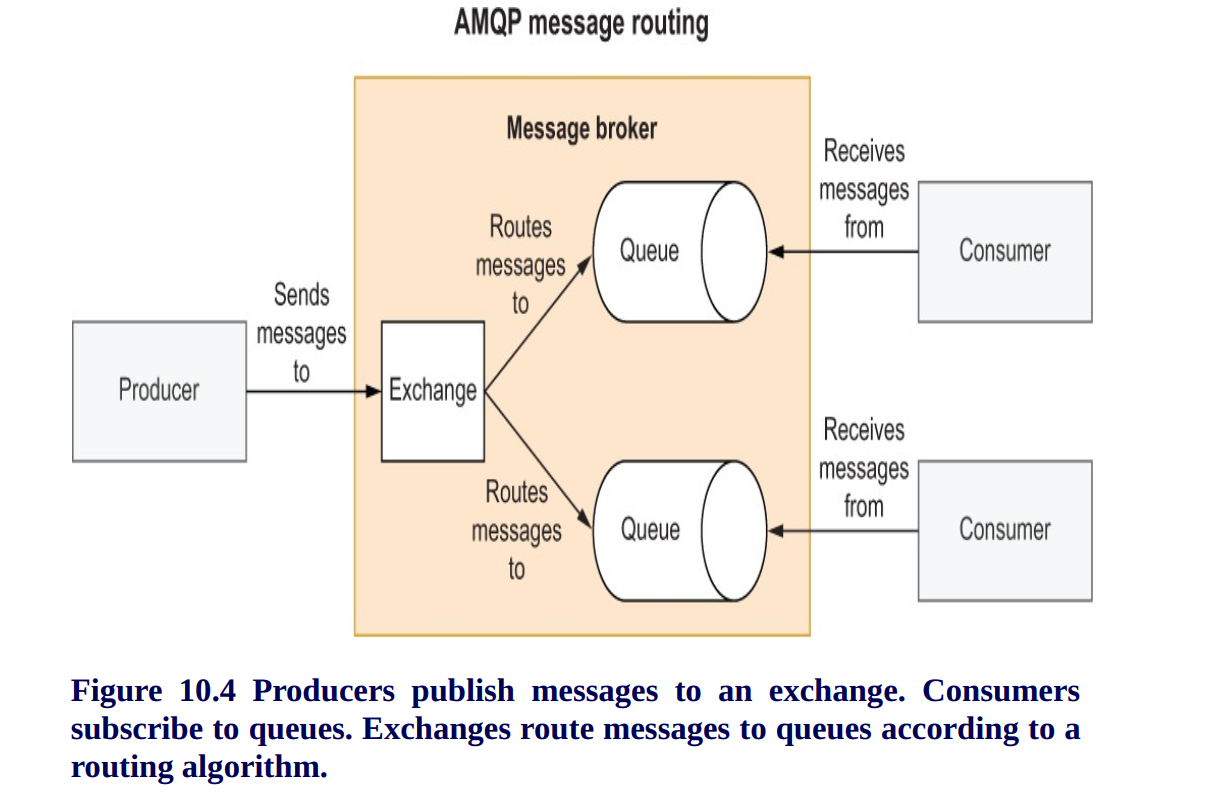 AMQP message routing
Message broker
Sends
messages
to
Producer
Exchange
Routes
messages
to
Queue
Receives
messages
from
Consumer
Routes
messages
to
Queue
Receives
messages
from
Consumer
Figure 10.4 Producers publish messages to an exchange. Consumers
subscribe to queues. Exchanges route messages to queues according to a
routing algorithm.